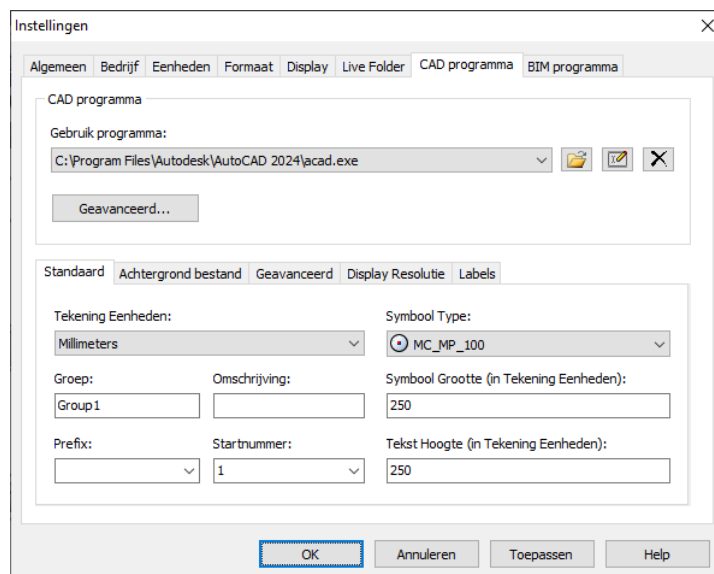 Instellingen
Algemeen Bedrijf Eenheden Formaat Display Live Folder CAD programma BIM programma
CAD programma
Gebruik programma:
C:\Program Files\Autodesk\AutoCAD 2024\acad.exe
Geavanceerd...
Standaard Achtergrond bestand Geavanceerd Display Resolutie Labels
Tekening Eenheden: Symbool Type:
Millimeters MC_MP_100
Groep: Omschrijving: Symbool Grootte (in Tekening Eenheden):
Group1 250
Prefix: Startnummer: Tekst Hoogte (in Tekening Eenheden):
1 250
OK Annuleren Toepassen Help